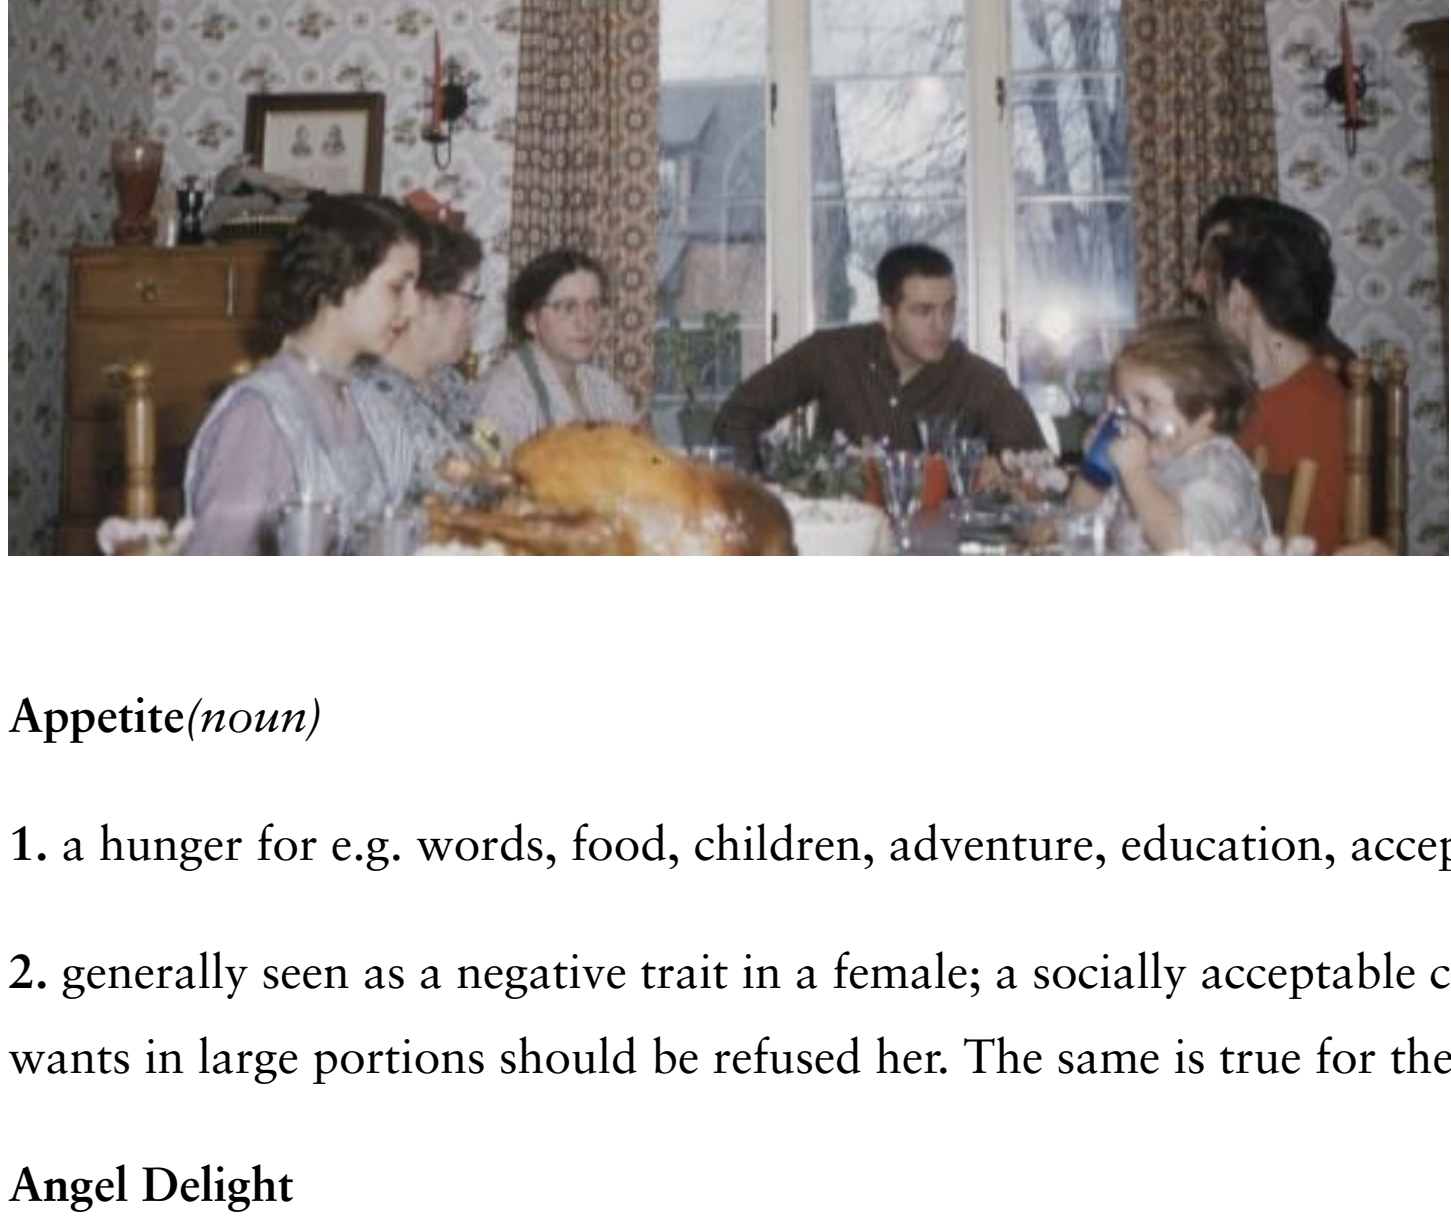 Appetite(noun)
1. a hunger for e.g. words, food, children, adventure, education,
2. generally seen as a negative trait in a female; a socially acceptable
wants in large portions should be refused her. The same is true for the
Angel Delight